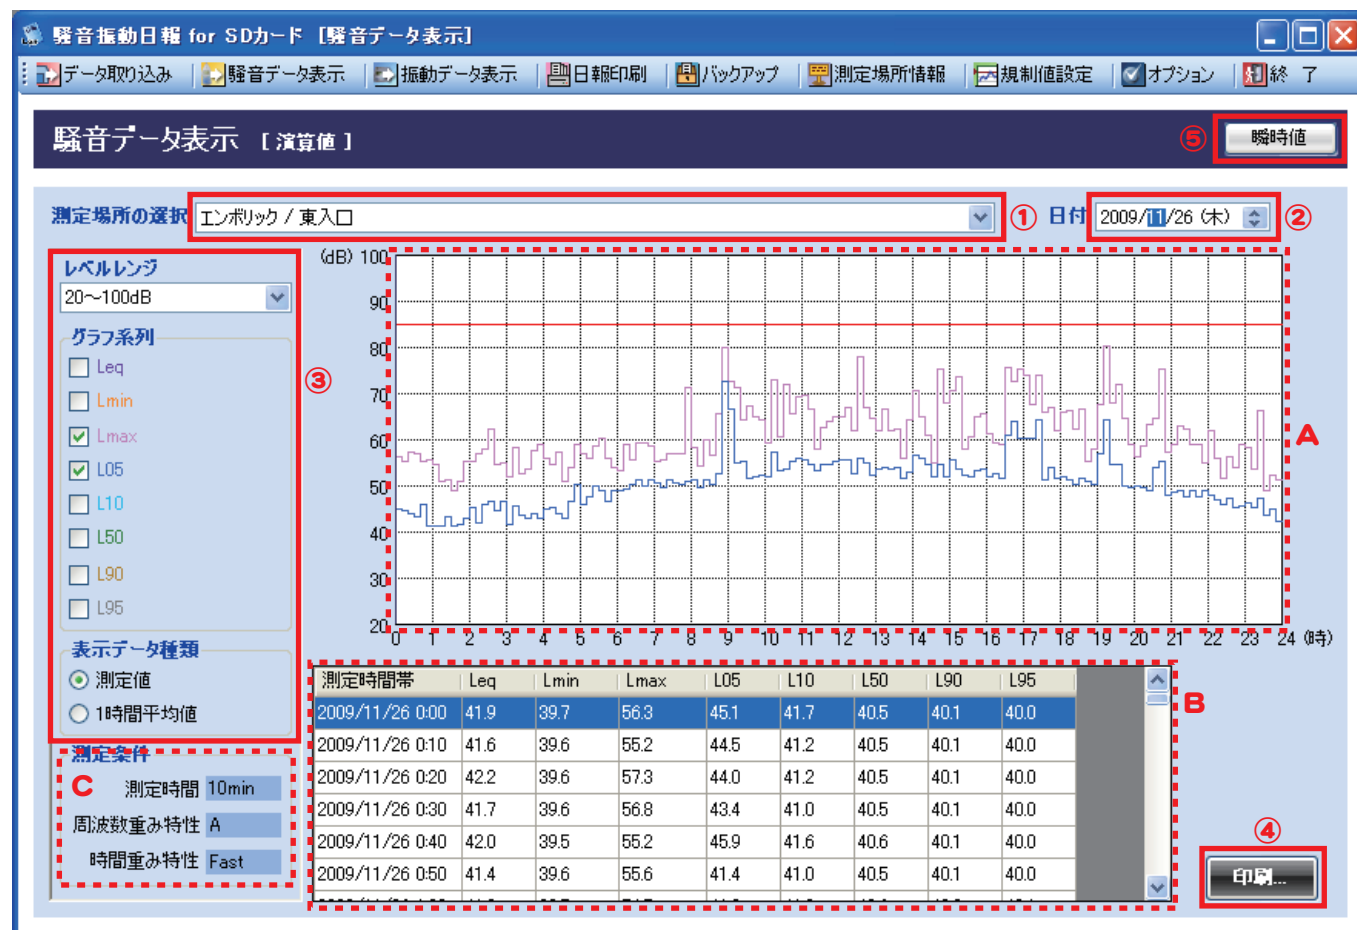 騒音振動日報 for SDカード [騒音データ表示]
データ取り込み 騒音データ表示 振動データ表示 日報印刷 バックアップ 測定場所情報 規制値設定 オプション 終 了
騒音データ表示 [ 演算値 ] ⑤ 瞬時値
測定場所の選択 エンボリック / 東入口 ① 日付 2009/11/26 (木) ②
レベルレンジ
20～100dB
グラフ系列
Leq
Lmin
Lmax
L05
L10
L50
L90
L95
③
表示データ種類
測定値
1時間平均値
測定条件
C 測定時間 10min
周波数重み特性 A
時間重み特性 Fast
(dB) 100
90
80
70
60
50
40
30
20
A
0 1 2 3 4 5 6 7 8 9 10 11 12 13 14 15 16 17 18 19 20 21 22 23 24 (時)
測定時間帯 Leq Lmin Lmax L05 L10 L50 L90 L95
2009/11/26 0:00 41.9 39.7 56.3 45.1 41.7 40.5 40.1 40.0
2009/11/26 0:10 41.6 39.6 55.2 44.5 41.2 40.5 40.1 40.0
2009/11/26 0:20 42.2 39.6 57.3 44.0 41.2 40.5 40.1 40.0
2009/11/26 0:30 41.7 39.6 56.8 43.4 41.0 40.5 40.1 40.0
2009/11/26 0:40 42.0 39.5 55.2 45.9 41.6 40.6 40.1 40.0
2009/11/26 0:50 41.4 39.6 55.6 41.4 41.0 40.5 40.1 40.0
B
④
印刷...